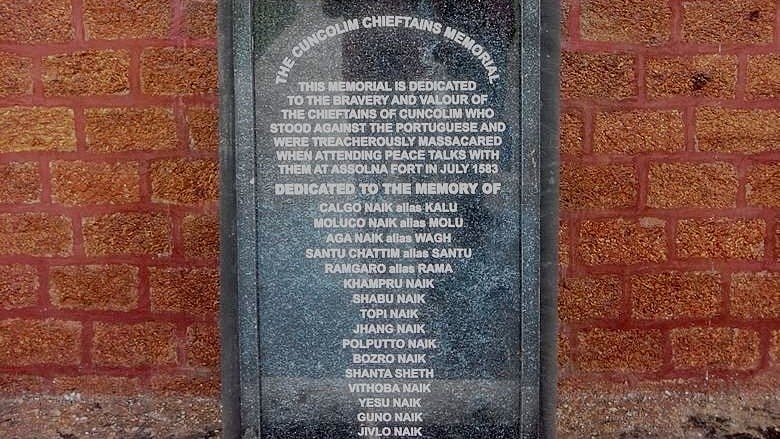 THE CUNCOLIM CHIEFTAINS MEMORIAL
THIS MEMORIAL IS DEDICATED
TO THE BRAVERY AND VALOUR OF
THE CHIEFTAINS OF CUNCOLIM WHO
STOOD AGAINST THE PORTUGUESE AND
WERE TREACHEROUSLY MASSACARED
WHEN ATTENDING PEACE TALKS WITH
THEM AT ASSOLNA FORT IN JULY 1583
DEDICATED TO THE MEMORY OF
CALGO NAIK alias KALU
MOLUCO NAIK alias MOLU
AGA NAIK alias WAGH
SANTU CHATTIM alias SANTU
RAMGARO alias RAMA
KHAMPRU NAIK
SHABU NAIK
TOPI NAIK
JHANG NAIK
POLPUTTO NAIK
BOZRO NAIK
SHANTA SHETH
VITHOBA NAIK
YESU NAIK
GUNO NAIK
JIVLO NAIK